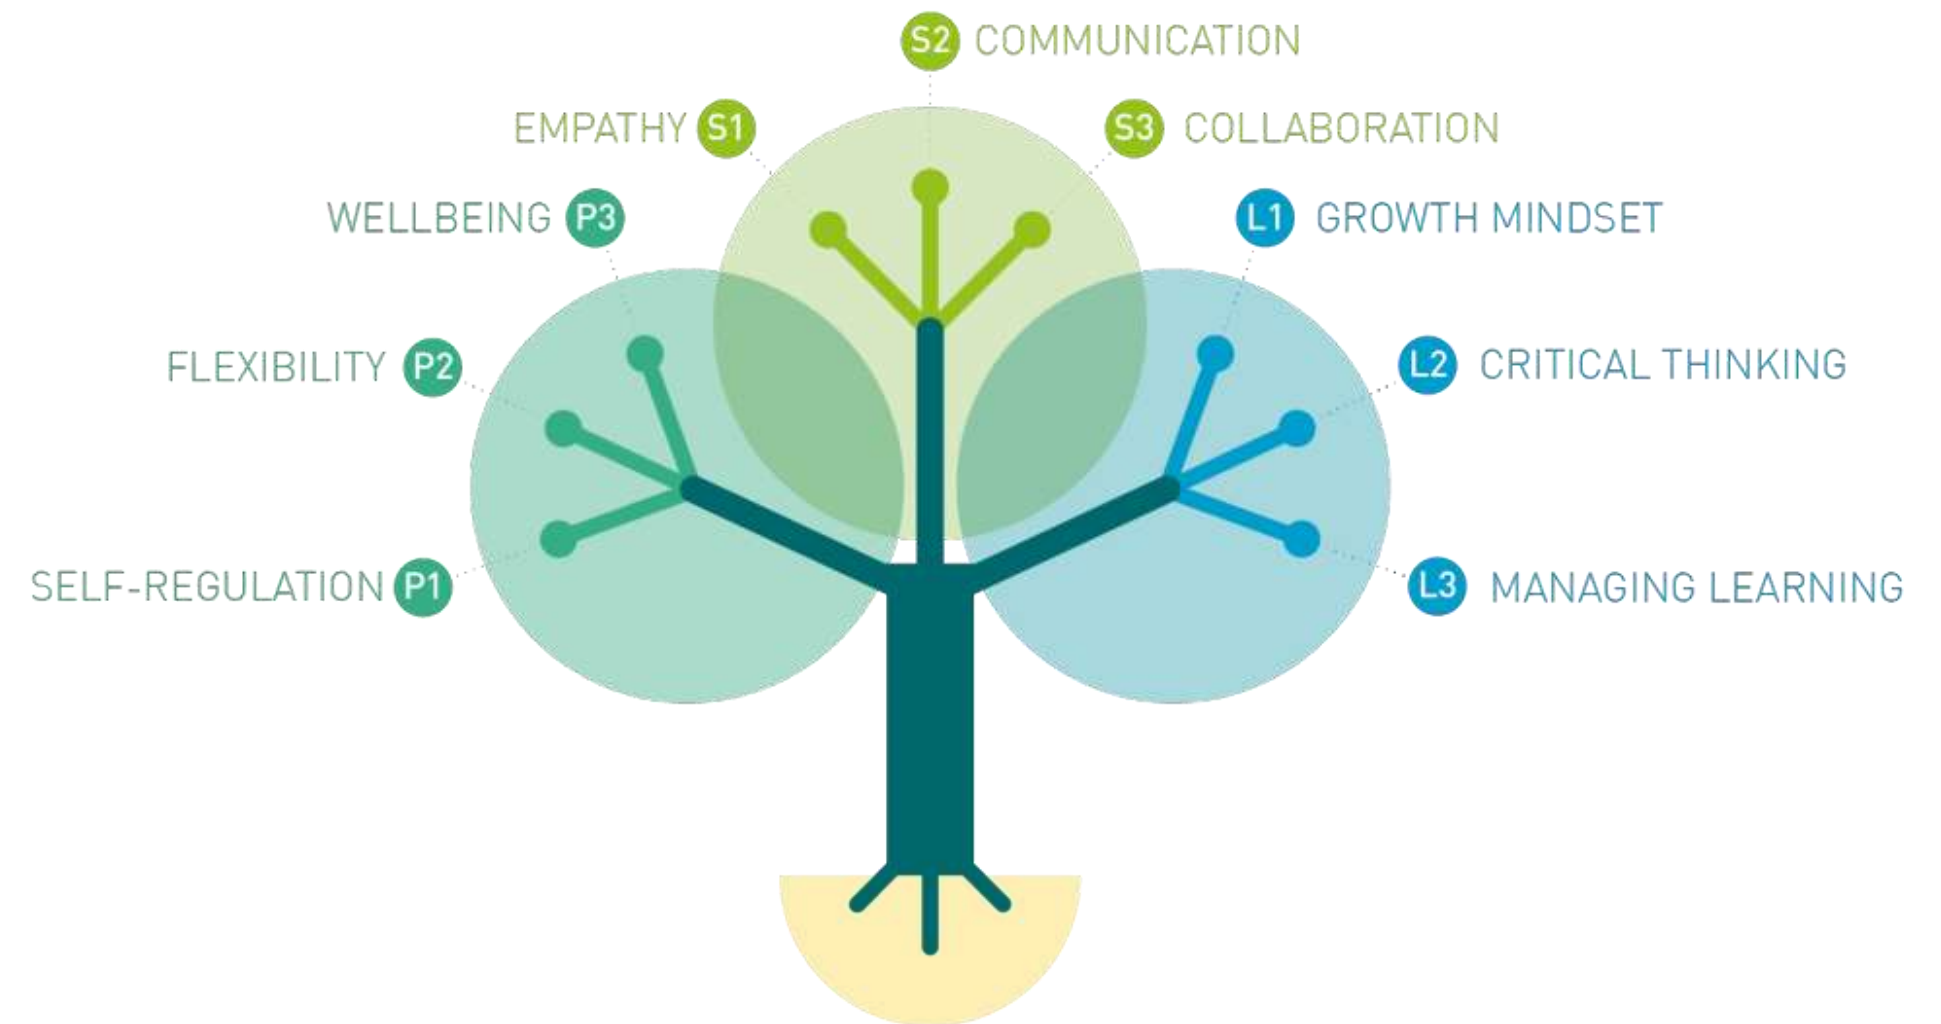 S2 COMMUNICATION
EMPATHY S1
S3 COLLABORATION
WELLBEING P3
L1 GROWTH MINDSET
FLEXIBILITY P2
L2 CRITICAL THINKING
SELF-REGULATION P1
L3 MANAGING LEARNING